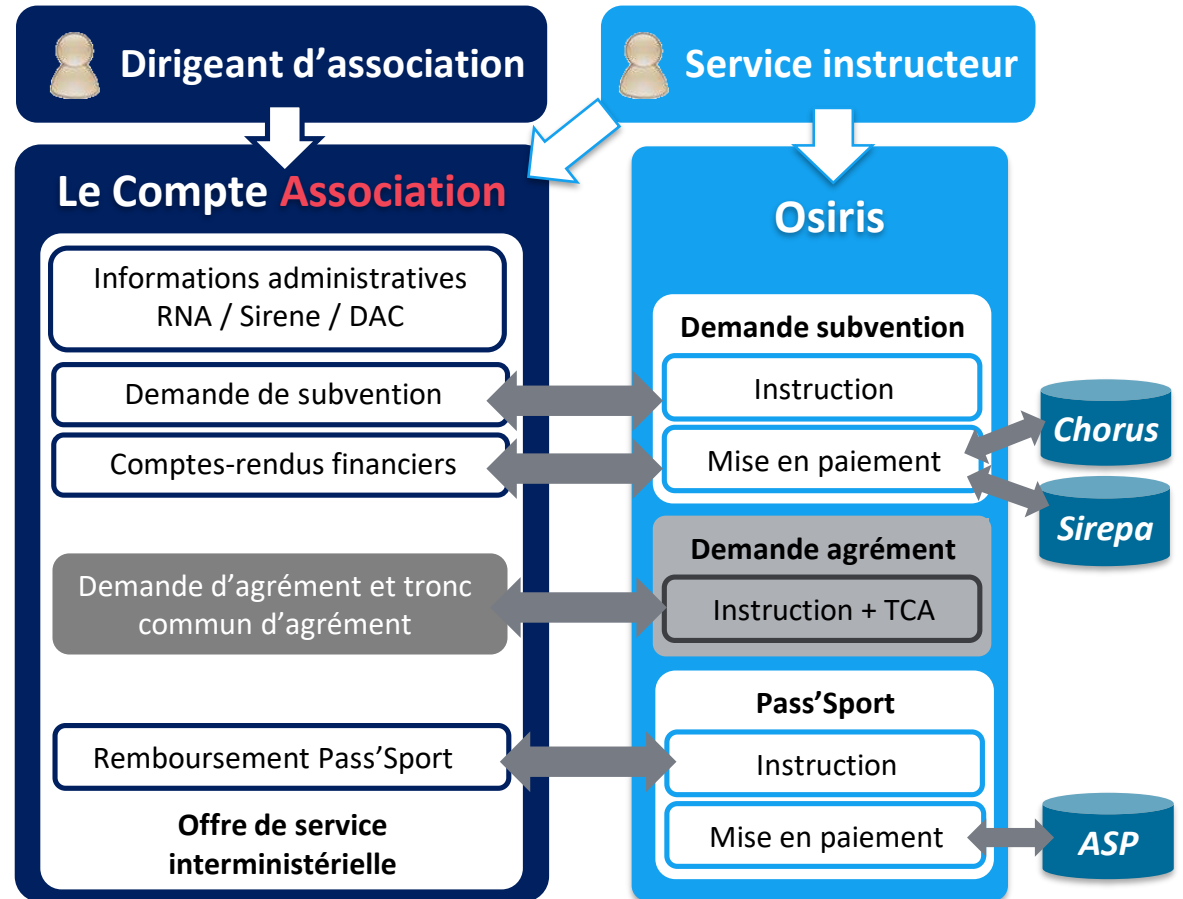 Dirigeant d'association
Service instructeur
Le Compte Association
Informations administratives
RNA / Sirene / DAC
Demande de subvention
Comptes-rendus financiers
Demande d'agrément et tronc
commun d'agrément
Remboursement Pass'Sport
Offre de service
interministérielle
Osiris
Demande subvention
Instruction
Mise en paiement
Chorus
Sirepa
Demande agrément
Instruction + TCA
Pass'Sport
Instruction
Mise en paiement
ASP